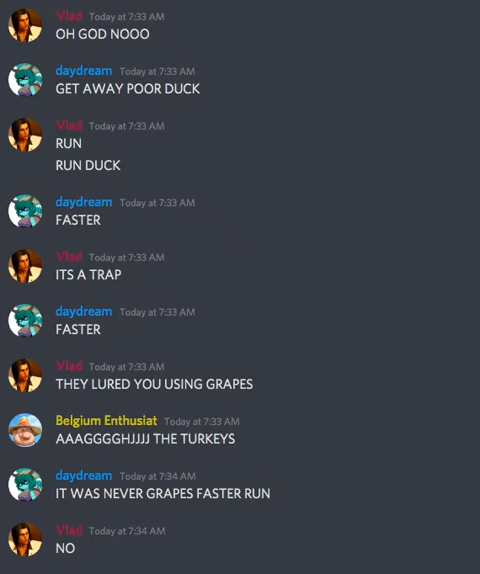 Vlad Today at 7:33 AM
OH GOD NOOO
daydream Today at 7:33 AM
GET AWAY POOR DUCK
Vlad Today at 7:33 AM
RUN
RUN DUCK
daydream Today at 7:33 AM
FASTER
Vlad Today at 7:33 AM
ITS A TRAP
daydream Today at 7:33 AM
FASTER
Vlad Today at 7:33 AM
THEY LURED YOU USING GRAPES
Belgium Enthusiat Today at 7:33 AM
AAAGGGGHJJJJ THE TURKEYS
daydream Today at 7:34 AM
IT WAS NEVER GRAPES FASTER RUN
Vlad Today at 7:34 AM
NO